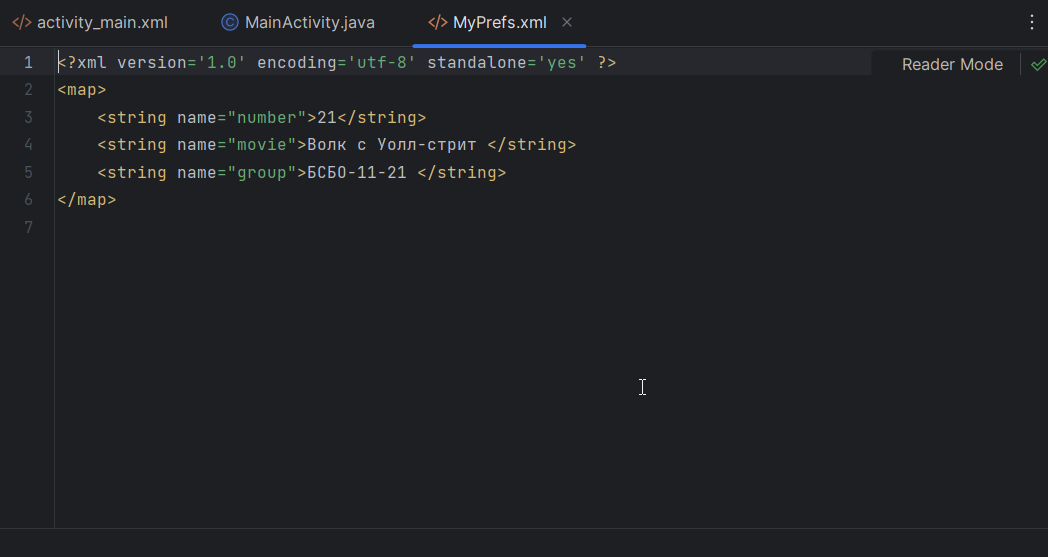 </> activity_main.xml © MainActivity.java </> MyPrefs.xml ×
Reader Mode
1 <?xml version='1.0' encoding='utf-8' standalone='yes' ?>
2 <map>
3     <string name="number">21</string>
4     <string name="movie">Волк с Уолл-стрит </string>
5     <string name="group">БСБО-11-21 </string>
6 </map>
7